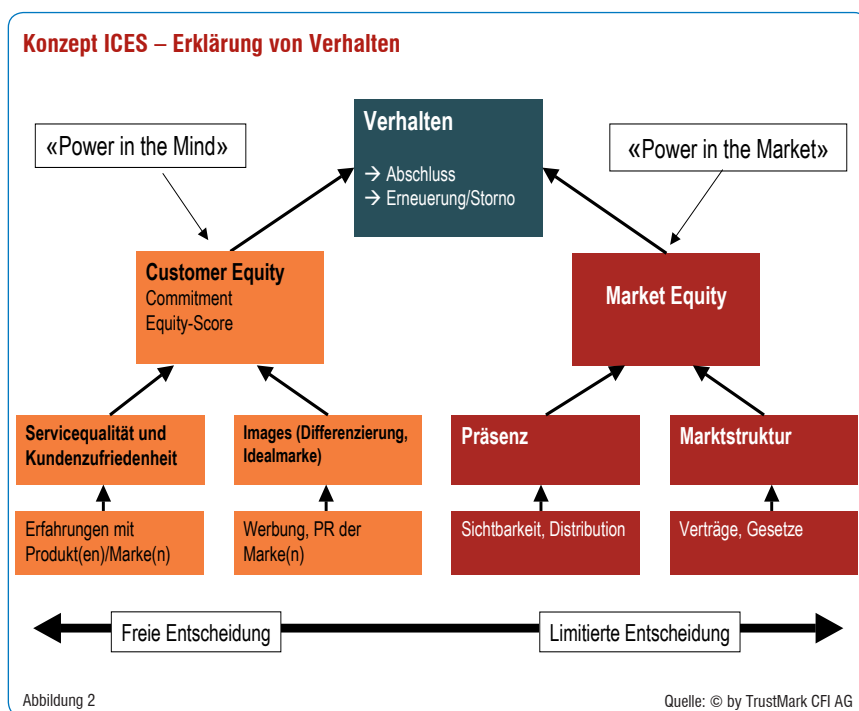 Konzept ICES – Erklärung von Verhalten
«Power in the Mind»
Verhalten
→ Abschluss
→ Erneuerung/Storno
«Power in the Market»
Customer Equity
Commitment
Equity-Score
Market Equity
Servicequalität und
Kundenzufriedenheit
Images (Differenzierung,
Idealmarke)
Präsenz
Marktstruktur
Erfahrungen mit
Produkt(en)/Marke(n)
Werbung, PR der
Marke(n)
Sichtbarkeit, Distribution
Verträge, Gesetze
Freie Entscheidung
Limitierte Entscheidung
Abbildung 2
Quelle: © by TrustMark CFI AG